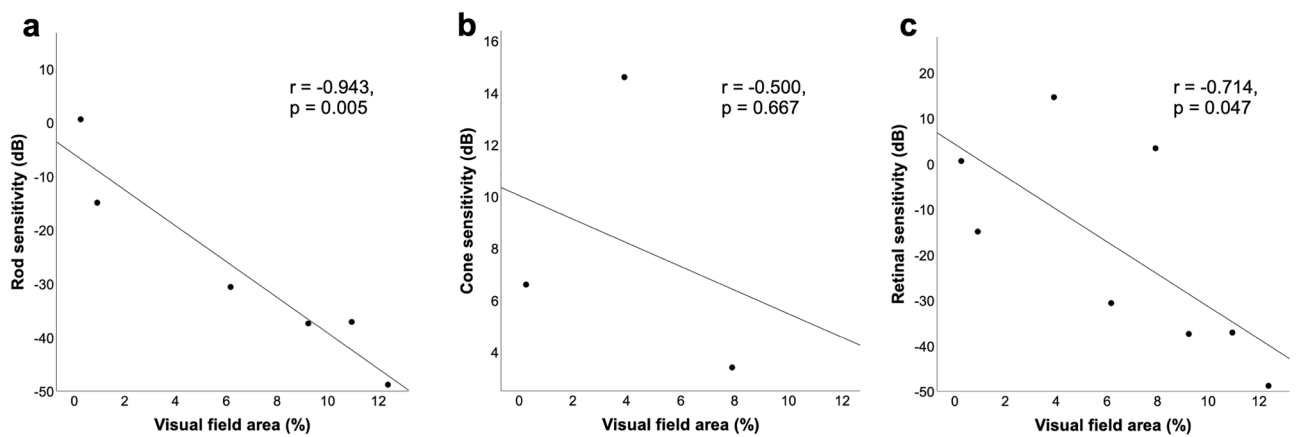 a
r = -0.943,
p = 0.005
Rod sensitivity (dB)
10
0
-10
-20
-30
-40
-50
0 2 4 6 8 10 12
Visual field area (%)
b
r = -0.500,
p = 0.667
Cone sensitivity (dB)
16
14
12
10
8
6
4
0 2 4 6 8 10 12
Visual field area (%)
c
r = -0.714,
p = 0.047
Retinal sensitivity (dB)
20
10
0
-10
-20
-30
-40
-50
0 2 4 6 8 10 12
Visual field area (%)